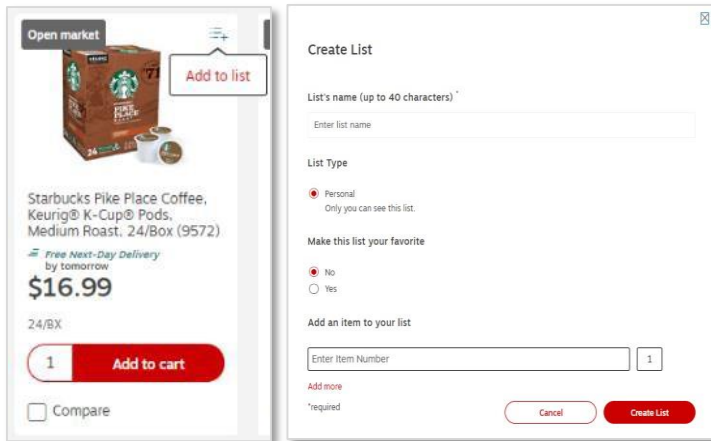 Open market
Add to list
STARBUCKS
PIKE
PLACE
24
Starbucks Pike Place Coffee,
Keurig® K-Cup® Pods,
Medium Roast, 24/Box (9572)
Free Next-Day Delivery
by tomorrow
$16.99
24/BX
1 Add to cart
Compare
Create List
List's name (up to 40 characters) *
Enter list name
List Type
Personal
Only you can see this list.
Make this list your favorite
No
Yes
Add an item to your list
Enter Item Number 1
Add more
*required
Cancel Create List